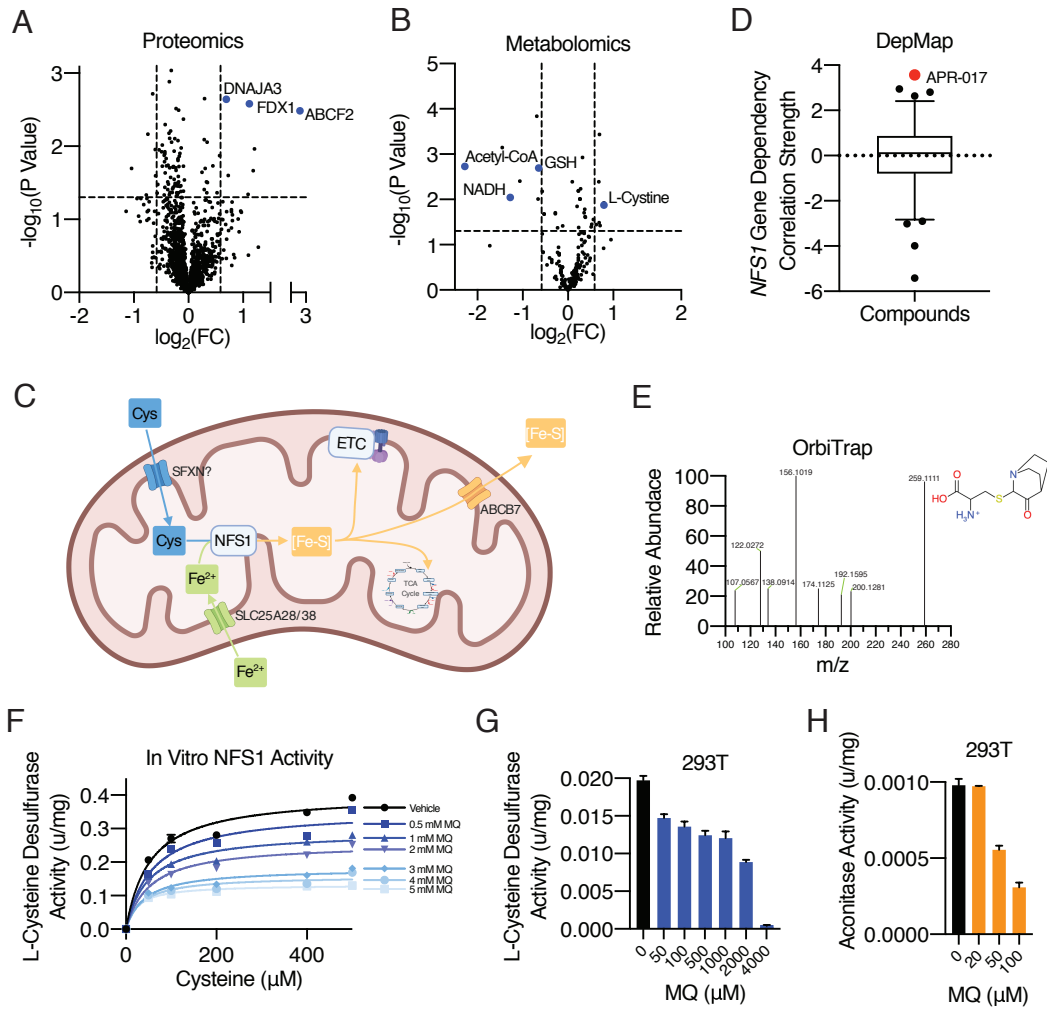 A
Proteomics
-log10(P Value)
3
2
1
0
DNAJA3
FDX1
ABCF2
-2
-1
0
1
3
log2(FC)
B
Metabolomics
-log10(P Value)
5
4
3
2
1
0
Acetyl-CoA
GSH
NADH
L-Cystine
-2
-1
0
1
2
log2(FC)
D
DepMap
NFS1 Gene Dependency
Correlation Strength
4
2
0
-2
-4
-6
APR-017
Compounds
C
Cys
SFXN?
Cys
NFS1
[Fe-S]
ETC
[Fe-S]
ABCB7
TCA
Cycle
Fe2+
SLC25A28/38
Fe2+
E
OrbiTrap
Relative Abundace
100
80
60
40
20
0
156.1019
259.1111
122.0272
107.0567
138.0914
174.1125
192.1595
200.1281
100 120 140 160 180 200 220 240 260 280
m/z
N
O
HO
S
O
H3N+
F
In Vitro NFS1 Activity
L-Cysteine Desulfurase
Activity (u/mg)
0.4
0.3
0.2
0.1
0.0
Vehicle
0.5 mM MQ
1 mM MQ
2 mM MQ
3 mM MQ
4 mM MQ
5 mM MQ
0
200
400
Cysteine (µM)
G
293T
L-Cysteine Desulfurase
Activity (u/mg)
0.020
0.015
0.010
0.005
0.000
0
50
100
500
1000
2000
4000
MQ (µM)
H
293T
Aconitase Activity (u/mg)
0.0010
0.0005
0.0000
0
20
50
100
MQ (µM)